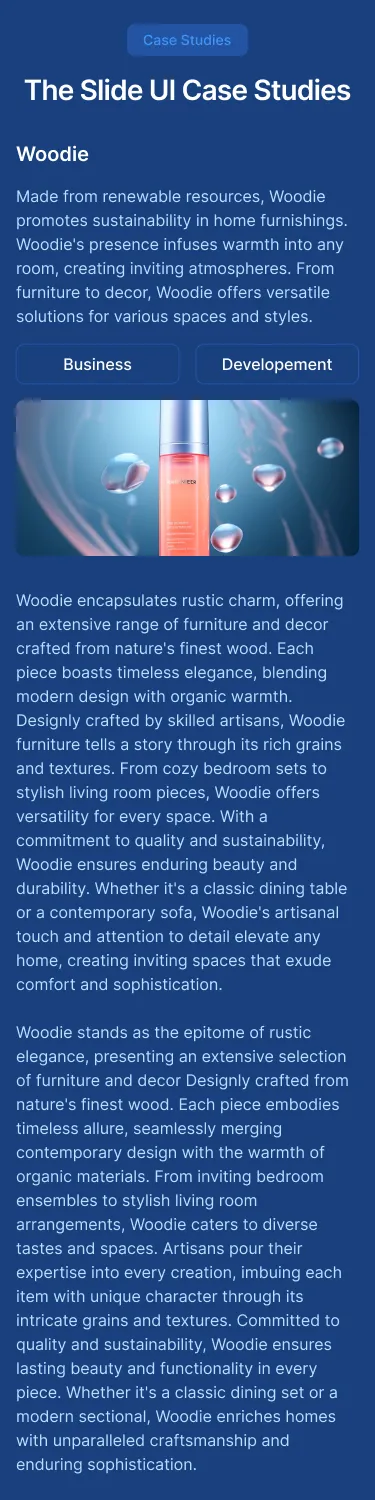 Case Studies
The Slide UI Case Studies
Woodie
Made from renewable resources, Woodie
promotes sustainability in home furnishings.
Woodie's presence infuses warmth into any
room, creating inviting atmospheres. From
furniture to decor, Woodie offers versatile
solutions for various spaces and styles.
Business
Developement
Woodie encapsulates rustic charm, offering
an extensive range of furniture and decor
crafted from nature's finest wood. Each
piece boasts timeless elegance, blending
modern design with organic warmth.
Designly crafted by skilled artisans, Woodie
furniture tells a story through its rich grains
and textures. From cozy bedroom sets to
stylish living room pieces, Woodie offers
versatility for every space. With a
commitment to quality and sustainability,
Woodie ensures enduring beauty and
durability. Whether it's a classic dining table
or a contemporary sofa, Woodie's artisanal
touch and attention to detail elevate any
home, creating inviting spaces that exude
comfort and sophistication.
Woodie stands as the epitome of rustic
elegance, presenting an extensive selection
of furniture and decor Designly crafted from
nature's finest wood. Each piece embodies
timeless allure, seamlessly merging
contemporary design with the warmth of
organic materials. From inviting bedroom
ensembles to stylish living room
arrangements, Woodie caters to diverse
tastes and spaces. Artisans pour their
expertise into every creation, imbuing each
item with unique character through its
intricate grains and textures. Committed to
quality and sustainability, Woodie ensures
lasting beauty and functionality in every
piece. Whether it's a classic dining set or a
modern sectional, Woodie enriches homes
with unparalleled craftsmanship and
enduring sophistication.